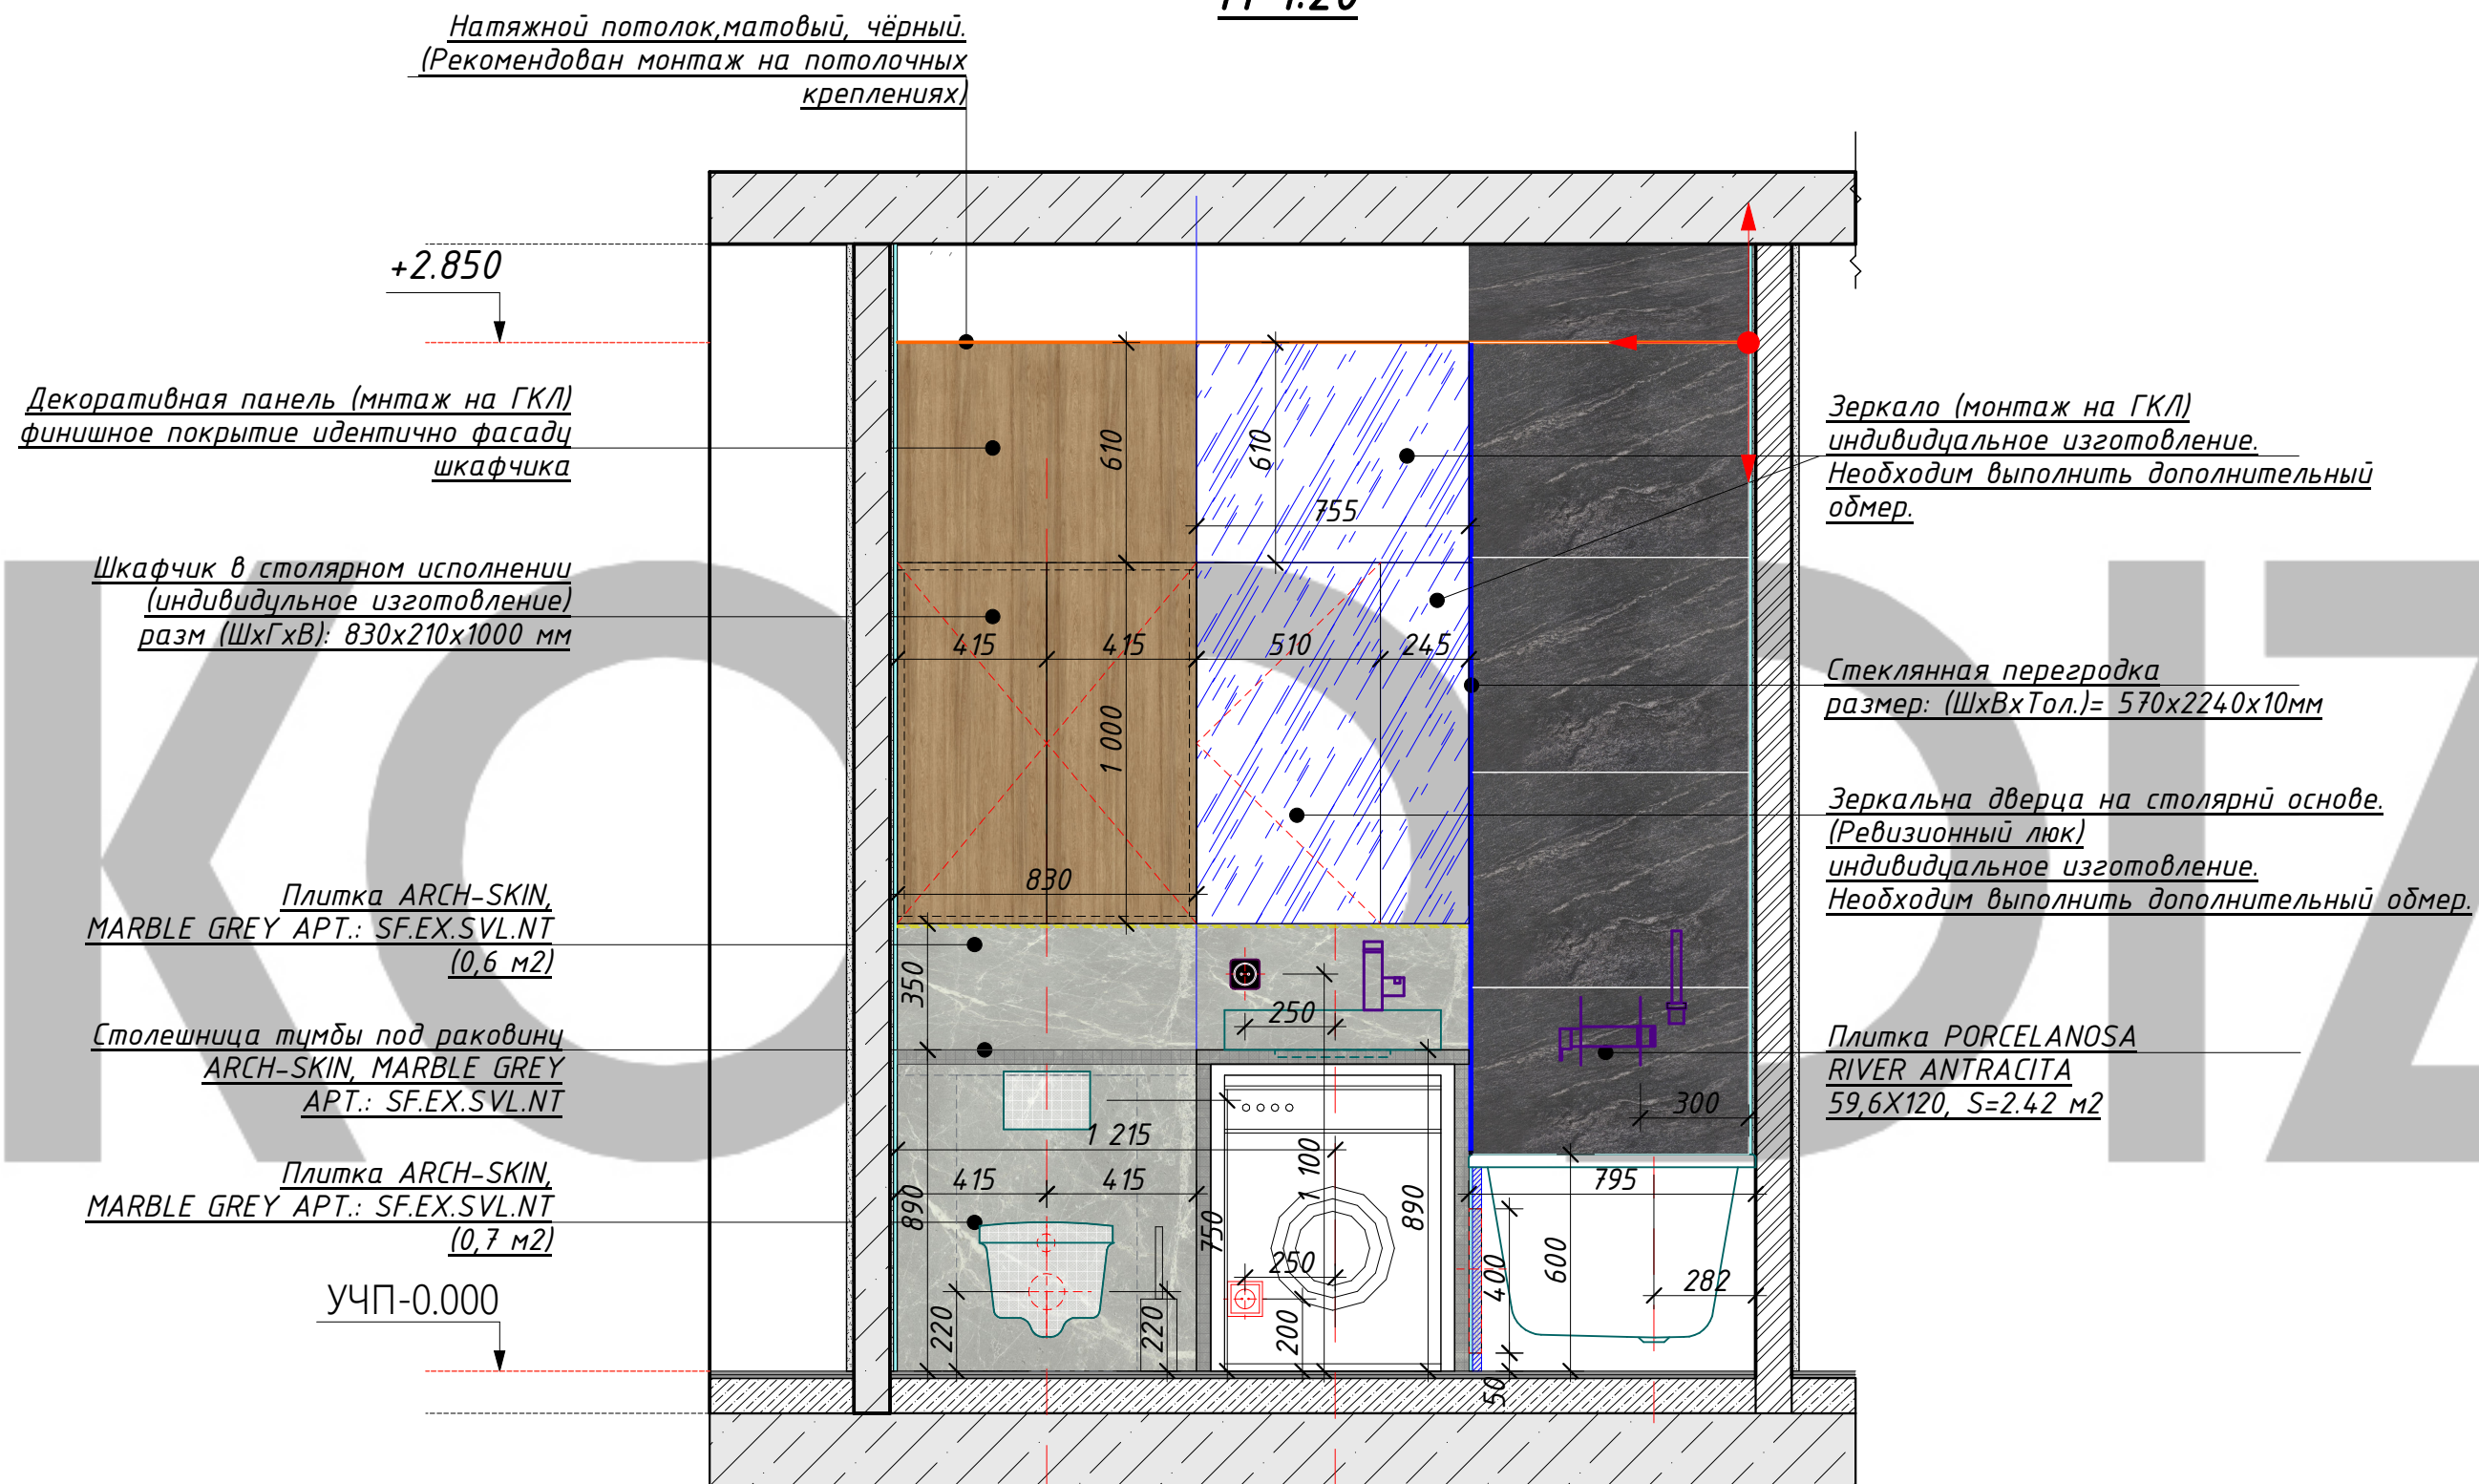 Натяжной потолок,матовый, чёрный.
(Рекомендован монтаж на потолочных
креплениях)
+2.850
Декоративная панель (мнтаж на ГКЛ)
финишное покрытие идентично фасаду
шкафчика
Шкафчик в столярном исполнении
(индивидульное изготовление)
разм (ШхГхВ): 830х210х1000 мм
Плитка ARCH-SKIN,
MARBLE GREY АРТ.: SF.EX.SVL.NT
(0,6 м2)
Столешница тумбы под раковину
ARCH-SKIN, MARBLE GREY
АРТ.: SF.EX.SVL.NT
Плитка ARCH-SKIN,
MARBLE GREY АРТ.: SF.EX.SVL.NT
(0,7 м2)
УЧП-0.000
610
610
755
415
415
510
245
1 000
830
350
250
300
1 215
1 100
415
415
795
890
750
890
250
400
600
282
220
220
200
50
Зеркало (монтаж на ГКЛ)
индивидуальное изготовление.
Необходим выполнить дополнительный
обмер.
Стеклянная перегродка
размер: (ШхВхТол.)= 570х2240х10мм
Зеркальна дверца на столярнй основе.
(Ревизионный люк)
индивидуальное изготовление.
Необходим выполнить дополнительный обмер.
Плитка PORCELANOSA
RIVER ANTRACITA
59,6X120, S=2.42 м2